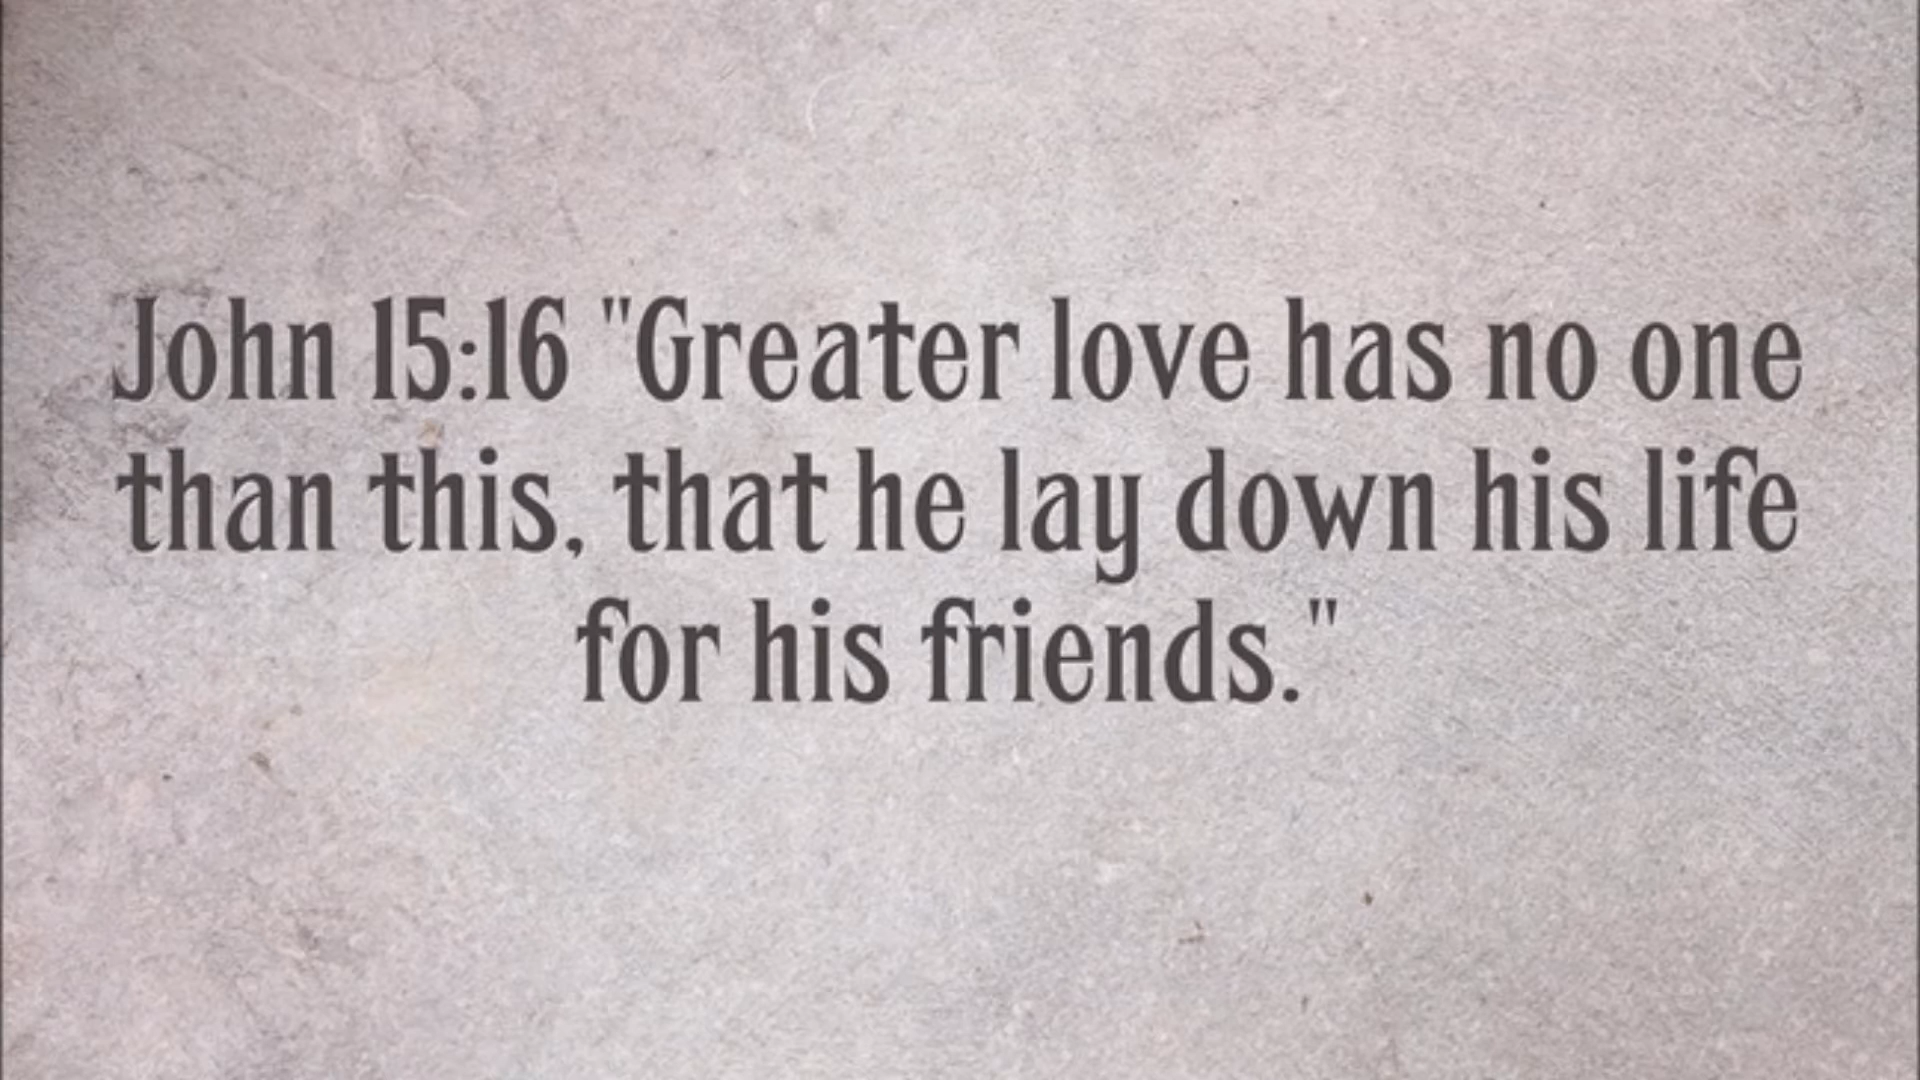 John 15:16 "Greater love has no one
than this, that he lay down his life
for his friends."